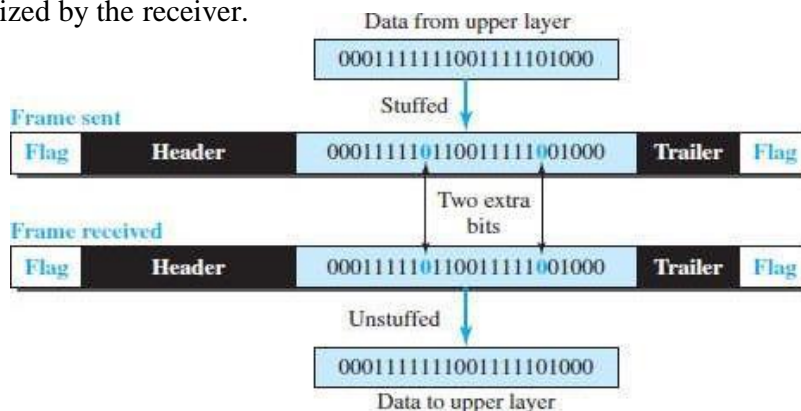 ized by the receiver.
Data from upper layer
0001111111001111101000
Stuffed
Frame sent
Flag Header 000111110110011111001000 Trailer Flag
Two extra
bits
Frame received
Flag Header 000111110110011111001000 Trailer Flag
Unstuffed
0001111111001111101000
Data to upper layer